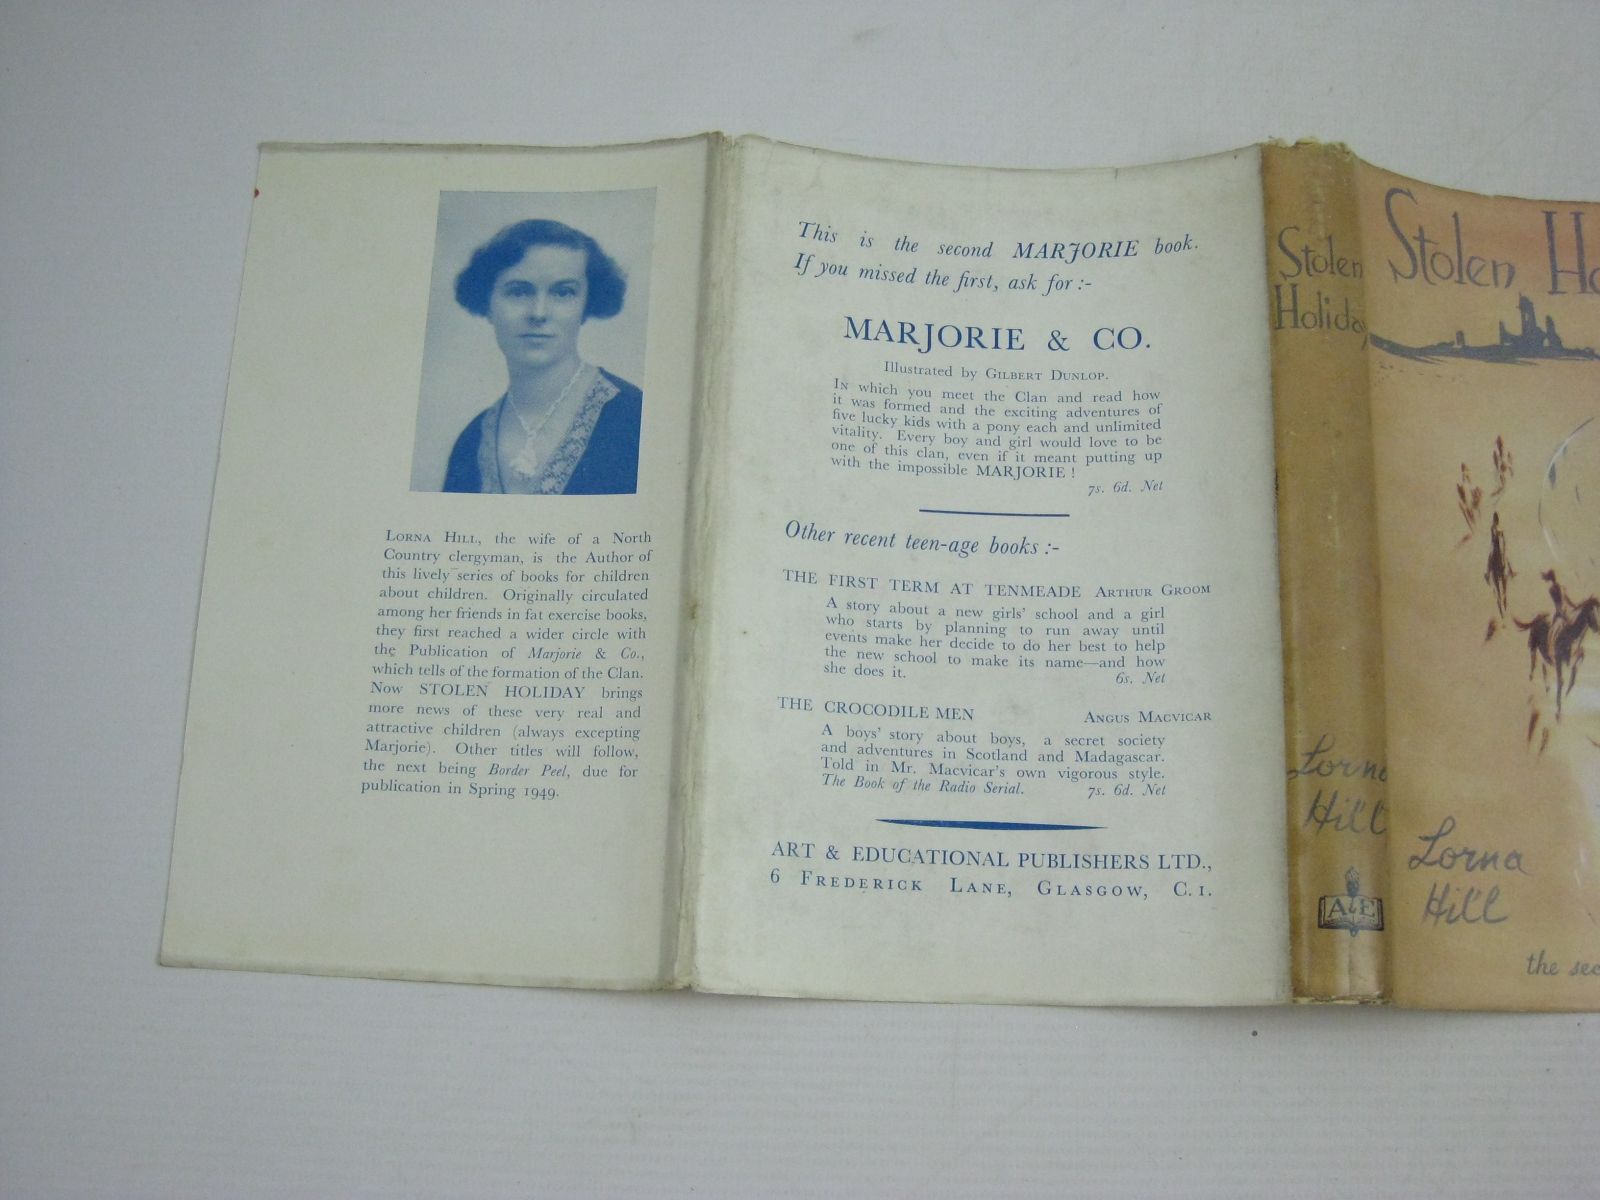 LORNA HILL, the wife of a North
Country clergyman, is the Author of
this lively series of books for children
about children. Originally circulated
among her friends in fat exercise books,
they first reached a wider circle with
the Publication of Marjorie & Co.,
which tells of the formation of the Clan.
Now STOLEN HOLIDAY brings
more news of these very real and
attractive children (always excepting
Marjorie). Other titles will follow,
the next being Border Peel, due for
publication in Spring 1949.
This is the second MARJORIE book.
If you missed the first, ask for :-
MARJORIE & CO.
Illustrated by GILBERT DUNLOP.
IN which you meet the Clan and read how
it was formed and the exciting adventures of
five lucky kids with a pony each and unlimited
vitality. Every boy and girl would love to be
one of this clan, even if it meant putting up
with the impossible MARJORIE !
7s. 6d. Net
Other recent teen-age books :-
THE FIRST TERM AT TENMEADE ARTHUR GROOM
A story about a new girls' school and a girl
who starts by planning to run away until
events make her decide to do her best to help
the new school to make its name—and how
she does it. 6s. Net
THE CROCODILE MEN ANGUS MACVICAR
A boys' story about boys, a secret society
and adventures in Scotland and Madagascar.
Told in Mr. Macvicar's own vigorous style.
The Book of the Radio Serial. 7s. 6d. Net
ART & EDUCATIONAL PUBLISHERS LTD.,
6 FREDERICK LANE, GLASGOW, C.1.
Stolen
Holiday
Lorna
Hill
A & E
Stolen Ho
Lorna
Hill
the sec